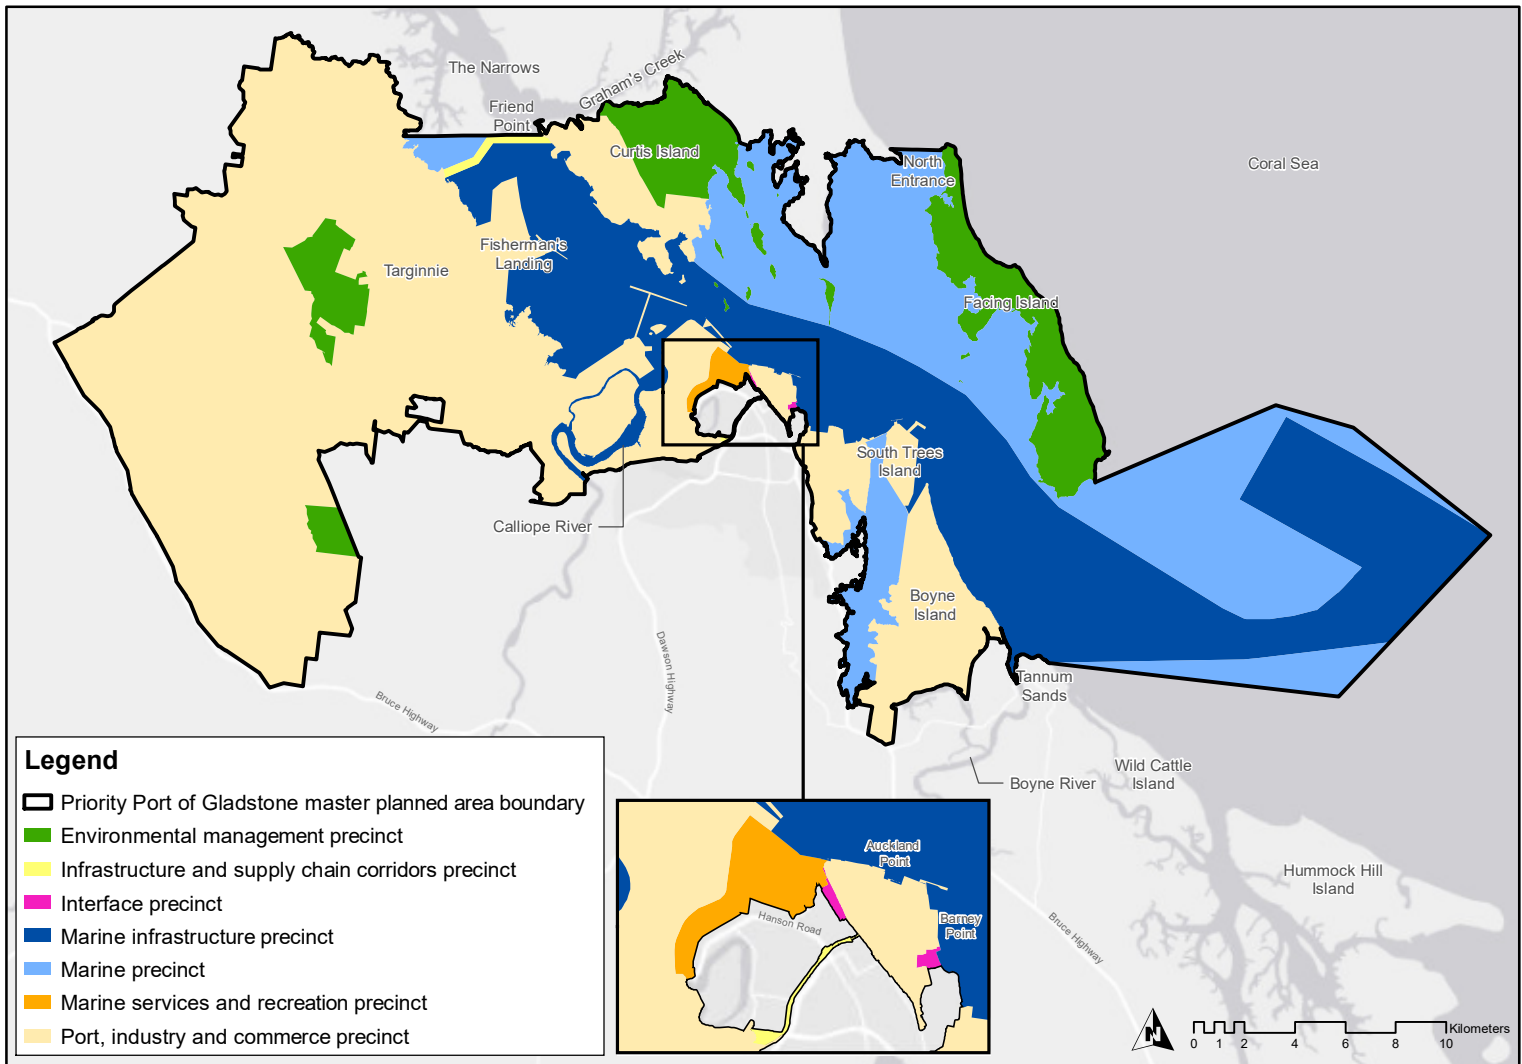 The Narrows
Graham's Creek
Friend
Point
Curtis Island
North
Entrance
Coral Sea
Fisherman's
Landing
Targinnie
Facing Island
South Trees
Island
Calliope River
Boyne
Island
Dawson Highway
Bruce Highway
Tannum
Sands
Wild Cattle
Island
Boyne River
Hummock Hill
Island
Bruce Highway
Legend
Priority Port of Gladstone master planned area boundary
Environmental management precinct
Infrastructure and supply chain corridors precinct
Interface precinct
Marine infrastructure precinct
Marine precinct
Marine services and recreation precinct
Port, industry and commerce precinct
Auckland
Point
Hanson Road
Barney
Point
N
Kilometers
0 1 2 4 6 8 10